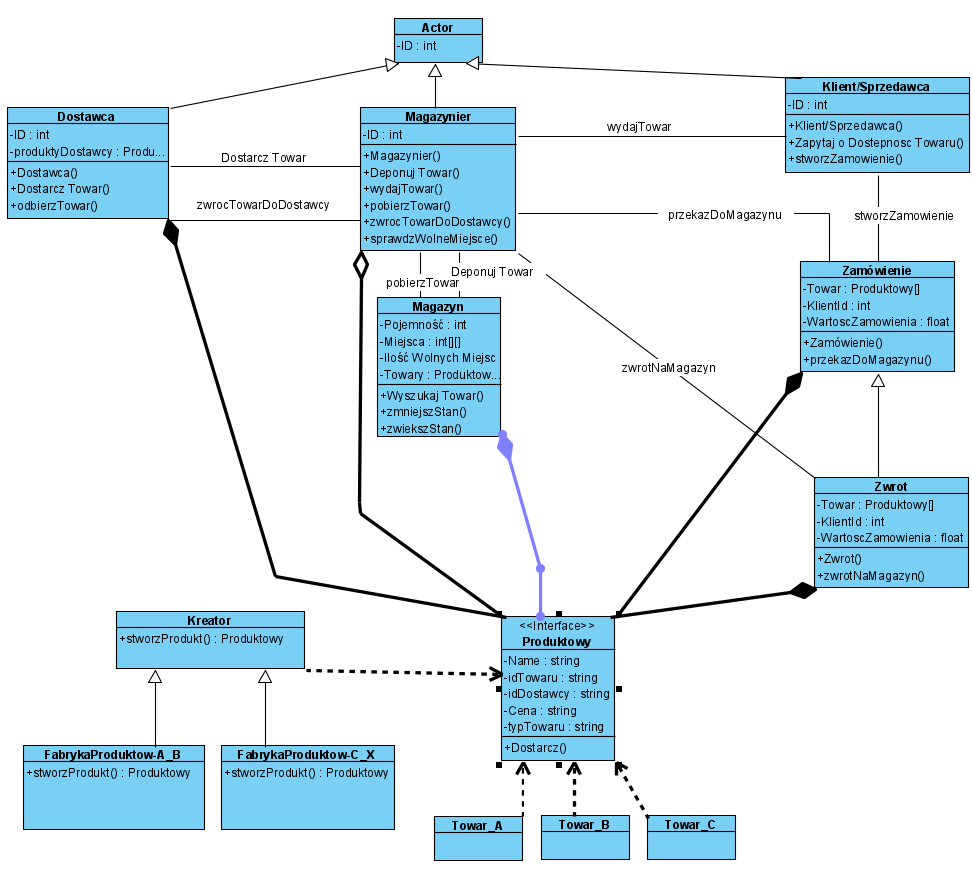 Actor
-ID : int
Dostawca
-ID : int
-produktyDostawcy : Produ...
+Dostawca()
+Dostarcz Towar()
+odbierzTowar()
Dostarcz Towar
zwrocTowarDoDostawcy
Magazynier
-ID : int
+Magazynier()
+Deponuj Towar()
+wydajTowar()
+pobierzTowar()
+zwrocTowarDoDostawcy()
+sprawdzWolneMiejsce()
wydajTowar
Klient/Sprzedawca
-ID : int
+Klient/Sprzedawca()
+Zapytaj o Dostepnosc Towaru()
+stworzZamowienie()
przekazDoMagazynu
stworzZamowienie
pobierzTowar
Deponuj Towar
Magazyn
-Pojemność : int
-Miejsca : int[][]
-Ilość Wolnych Miejsc
-Towary : Produktow...
+Wyszukaj Towar()
+zmniejszStan()
+zwiekszStan()
Zamówienie
-Towar : Produktowy[]
-KlientId : int
-WartoscZamowienia : float
+Zamówienie()
+przekazDoMagazynu()
zwrotNaMagazyn
Zwrot
-Towar : Produktowy[]
-KlientId : int
-WartoscZamowienia : float
+Zwrot()
+zwrotNaMagazyn()
Kreator
+stworzProdukt() : Produktowy
<<Interface>>
Produktowy
-Name : string
-idTowaru : string
-idDostawcy : string
-Cena : string
-typTowaru : string
+Dostarcz()
FabrykaProduktow-A_B
+stworzProdukt() : Produktowy
FabrykaProduktow-C_X
+stworzProdukt() : Produktowy
Towar_A
Towar_B
Towar_C